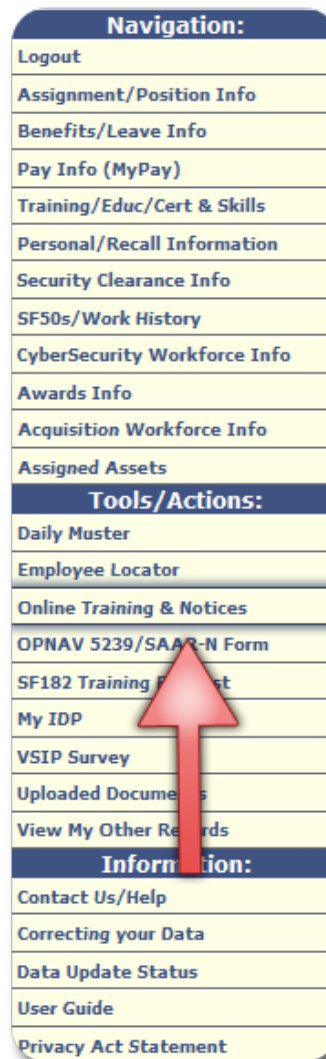 Navigation:
Logout
Assignment/Position Info
Benefits/Leave Info
Pay Info (MyPay)
Training/Educ/Cert & Skills
Personal/Recall Information
Security Clearance Info
SF50s/Work History
CyberSecurity Workforce Info
Awards Info
Acquisition Workforce Info
Assigned Assets
Tools/Actions:
Daily Muster
Employee Locator
Online Training & Notices
OPNAV 5239/SAAR-N Form
SF182 Training Request
My IDP
VSIP Survey
Uploaded Documents
View My Other Records
Information:
Contact Us/Help
Correcting your Data
Data Update Status
User Guide
Privacy Act Statement